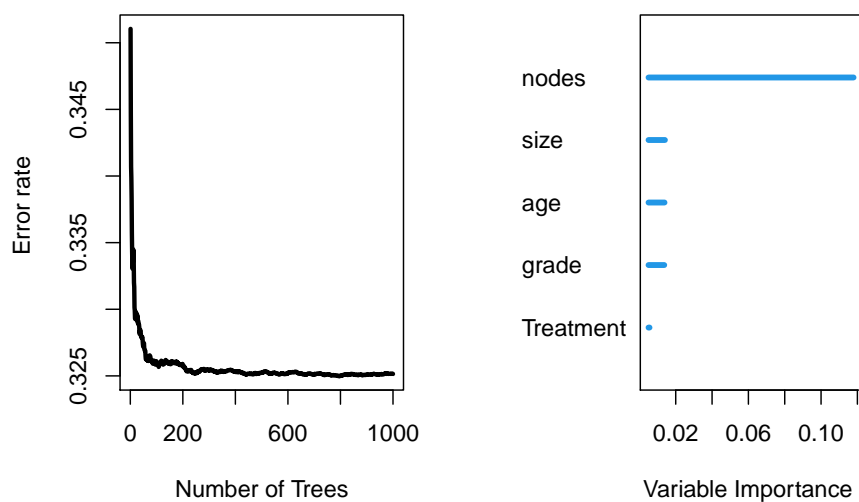 Error rate
0.345
0.335
0.325
0
200
600
1000
Number of Trees
nodes
size
age
grade
Treatment
0.02
0.06
0.10
Variable Importance